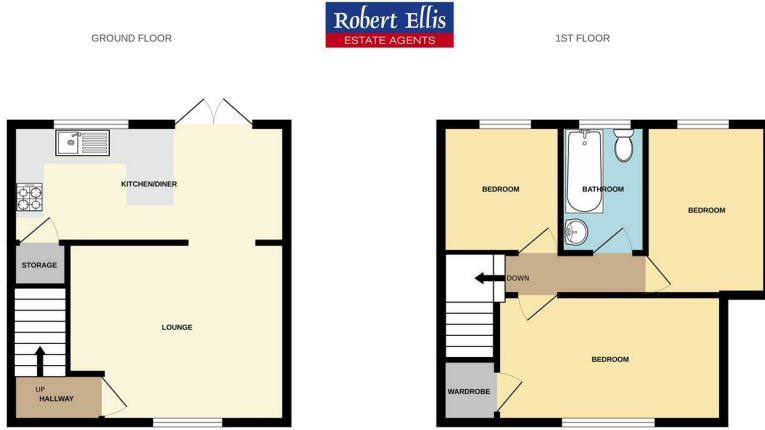 Robert Ellis
ESTATE AGENTS
GROUND FLOOR
1ST FLOOR
KITCHEN/DINER
STORAGE
LOUNGE
UP
HALLWAY
BEDROOM
BATHROOM
BEDROOM
DOWN
BEDROOM
WARDROBE